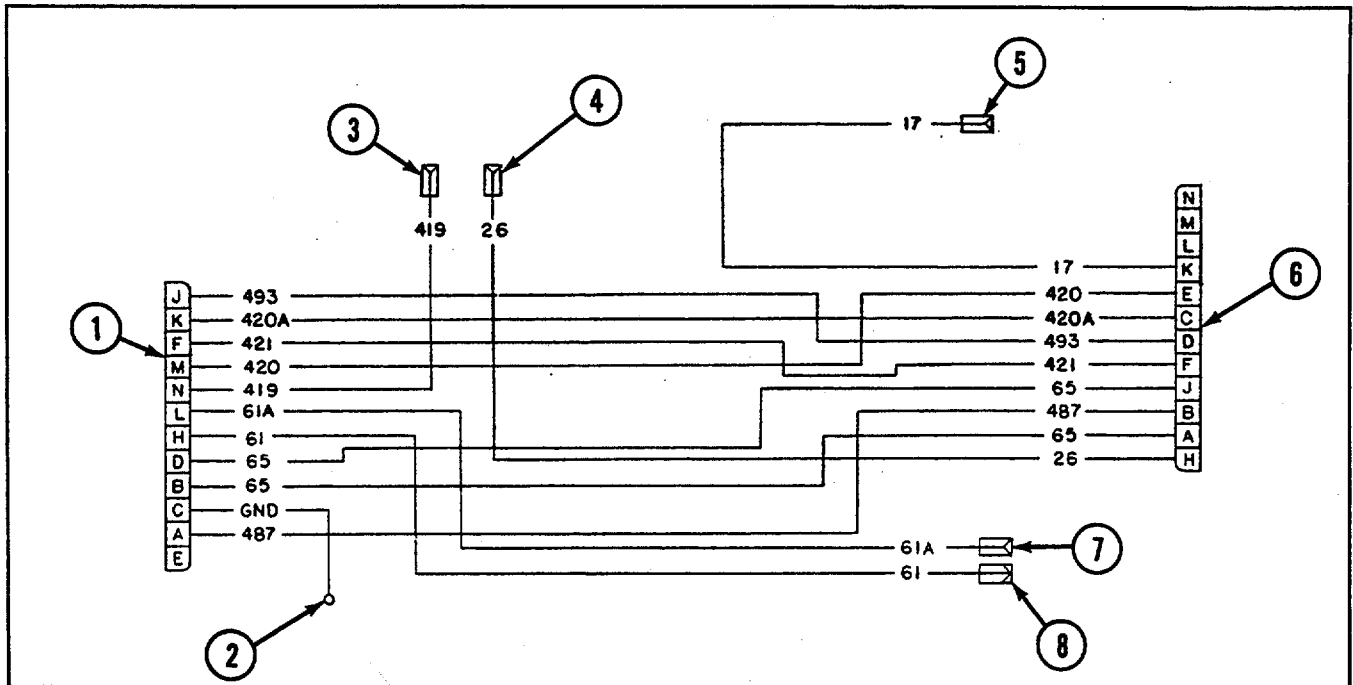 5
3
4
17
419 26
N
M
L
17 K
J 493 420 E
K 420A 420A C
F 421 493 D
M 420 421 F
N 419 65 J
L 61A 487 B
H 61 65 A
D 65 26 H
B 65
C GND
A 487
E
1
6
61A
61
7
2
8